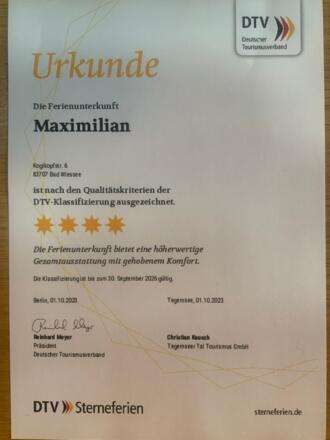 DTV
Deutscher
Tourismusverband
Urkunde
Die Ferienunterkunft
Maximilian
Koglkopfstr. 6
83707 Bad Wiessee
ist nach den Qualitätskriterien der
DTV-Klassifizierung ausgezeichnet.
Die Ferienunterkunft bietet eine höherwertige
Gesamtausstattung mit gehobenem Komfort.
Die Klassifizierung ist bis zum 30. September 2026 gültig.
Berlin, 01.10.2023
Tegernsee, 01.10.2023
Reinhard Meyer
Präsident
Deutscher Tourismusverband
Christian Kausch
Tegernseer Tal Tourismus GmbH
DTV Sterneferien
sterneferien.de